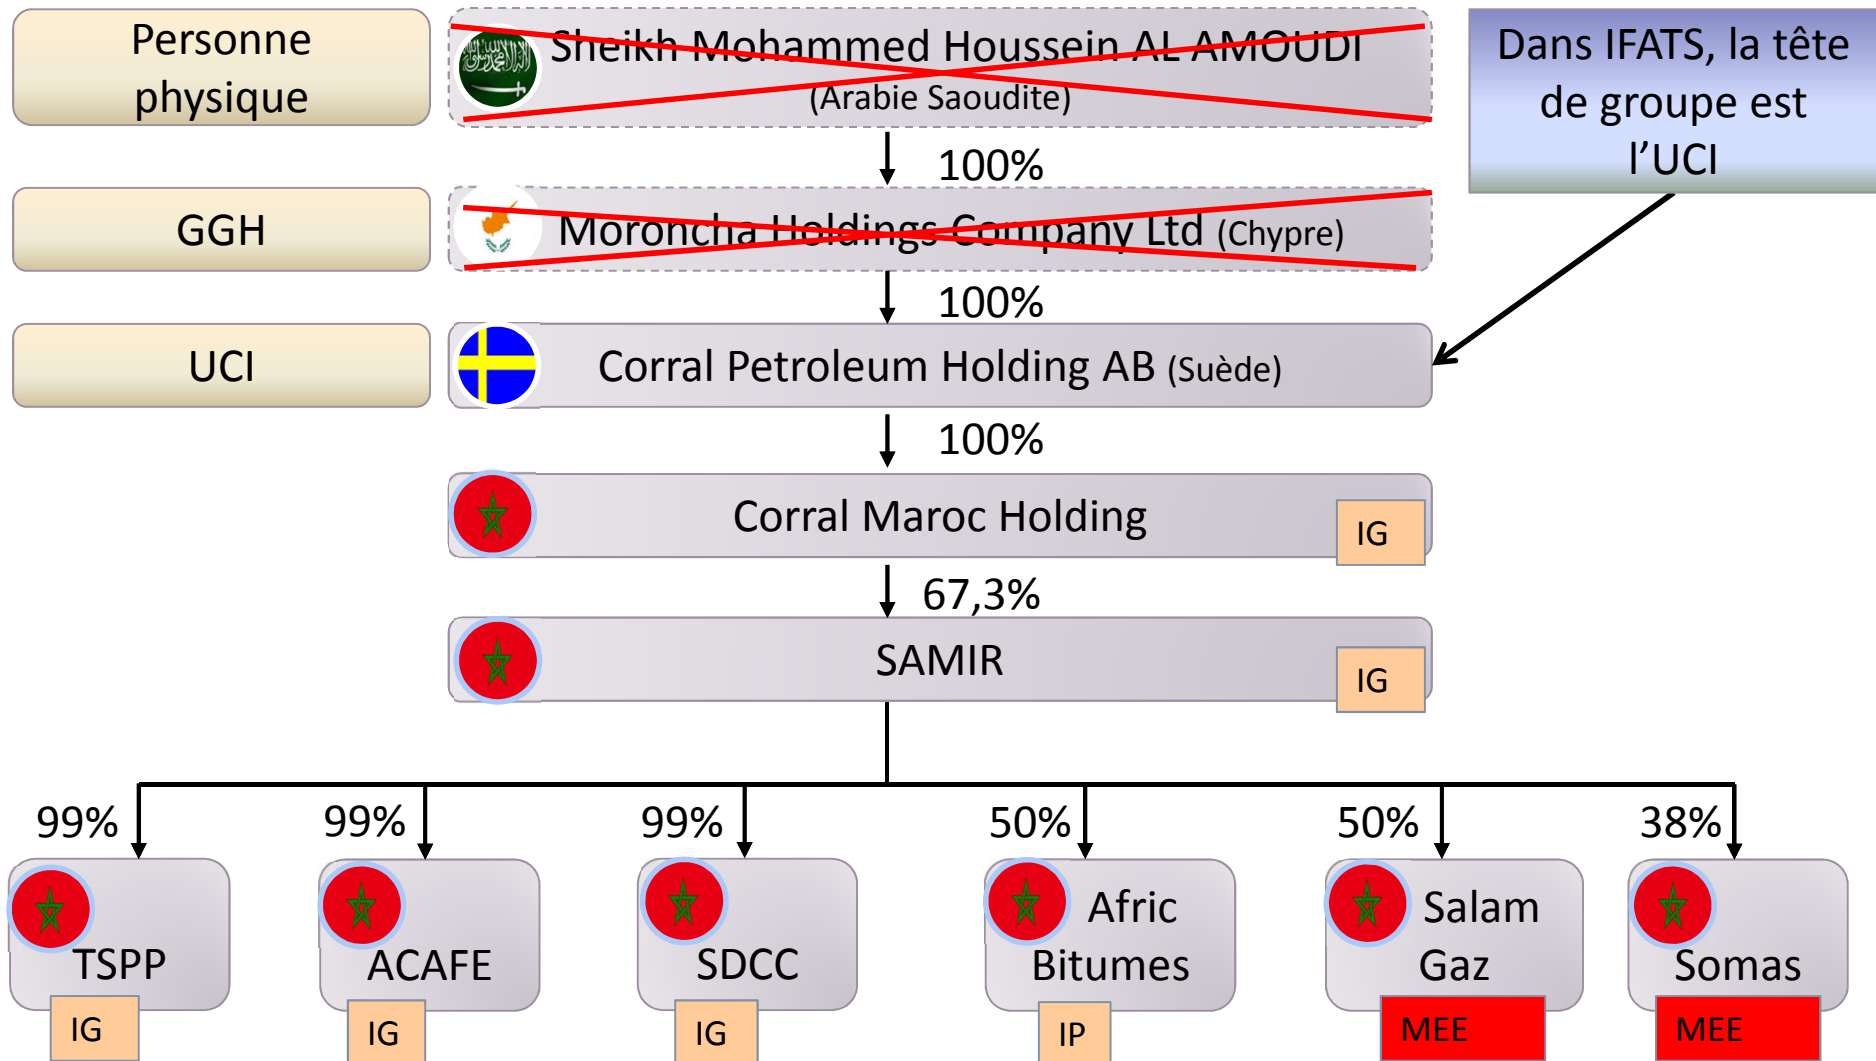 Personne
physique
Sheikh Mohammed Houssein AL AMOUDI
(Arabie Saoudite)
Dans IFATS, la tête
de groupe est
l’UCI
100%
GGH
Moroncha Holdings Company Ltd (Chypre)
100%
UCI
Corral Petroleum Holding AB (Suède)
100%
Corral Maroc Holding
IG
67,3%
SAMIR
IG
99%
99%
99%
50%
50%
38%
TSPP
IG
ACAFE
IG
SDCC
IG
Afric
Bitumes
IP
Salam
Gaz
MEE
Somas
MEE